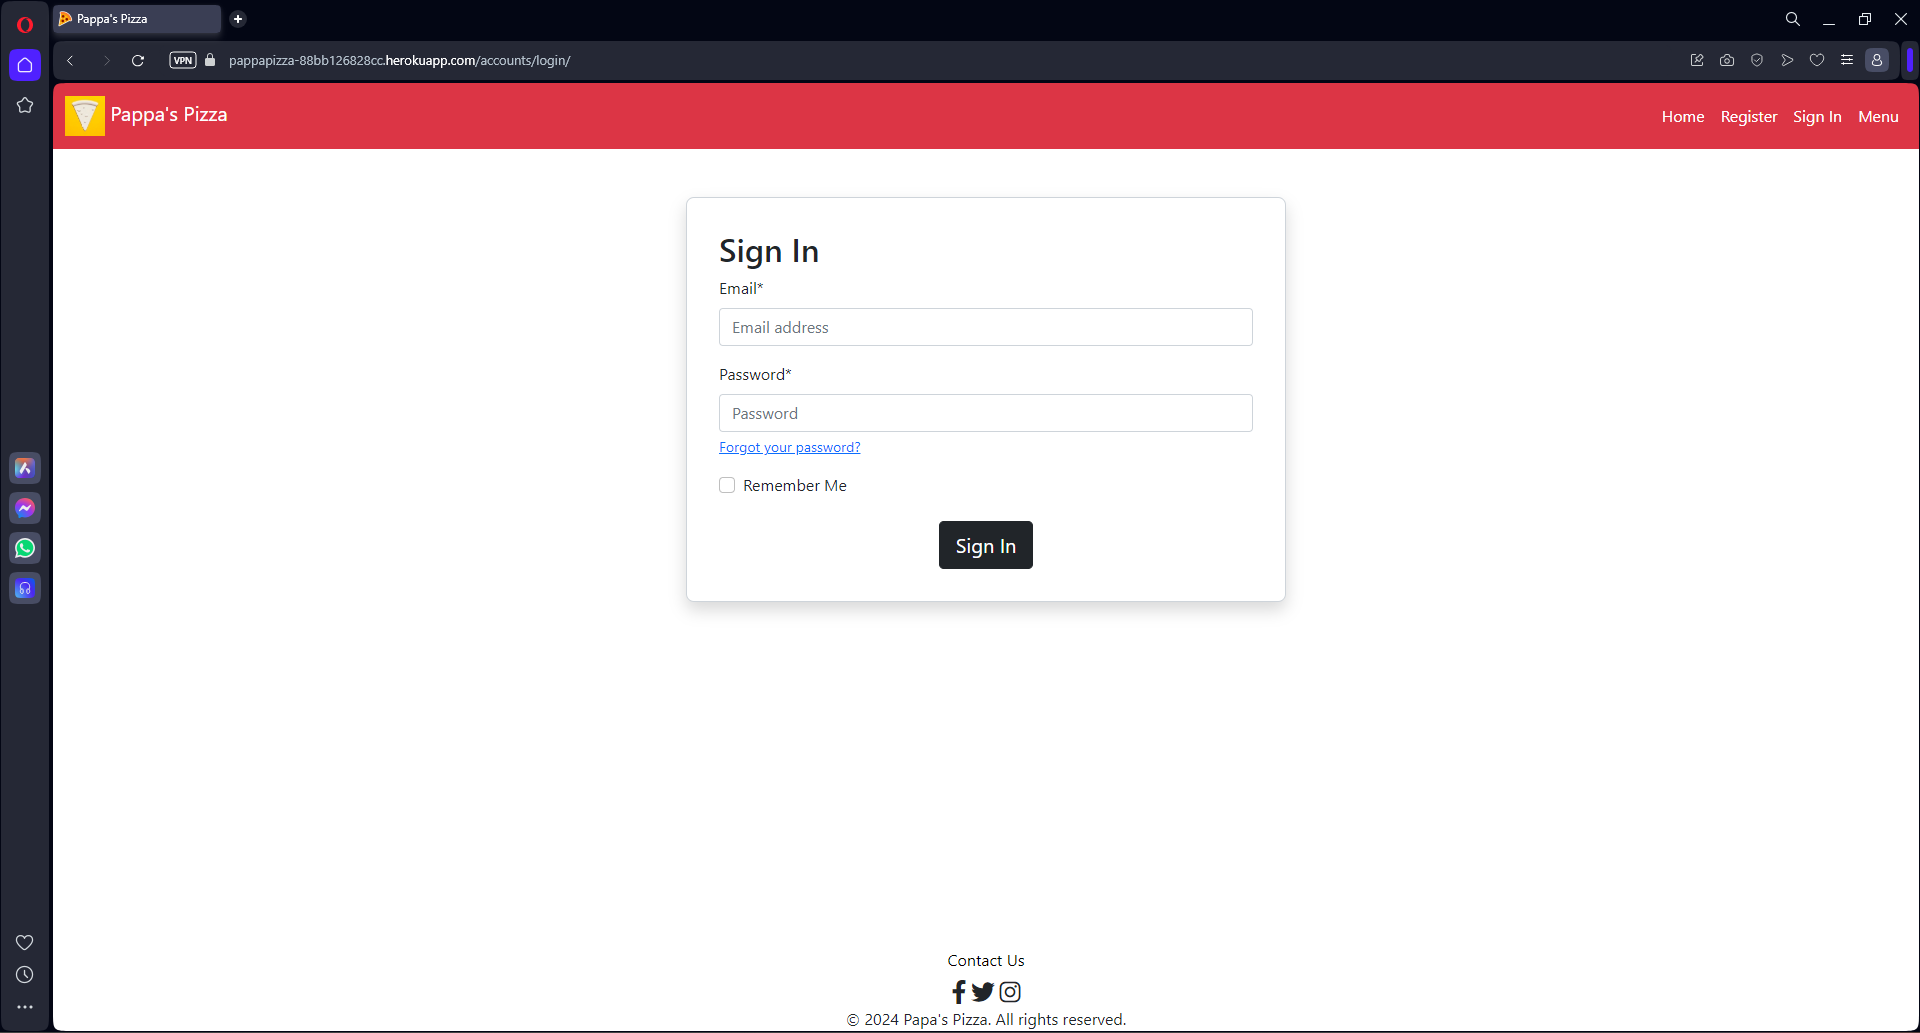 Pappa's Pizza
VPN
pappapizza-88bb126828cc.herokuapp.com/accounts/login/
Pappa's Pizza
Home Register Sign In Menu
Sign In
Email*
Email address
Password*
Password
Forgot your password?
Remember Me
Sign In
Contact Us
© 2024 Papa's Pizza. All rights reserved.